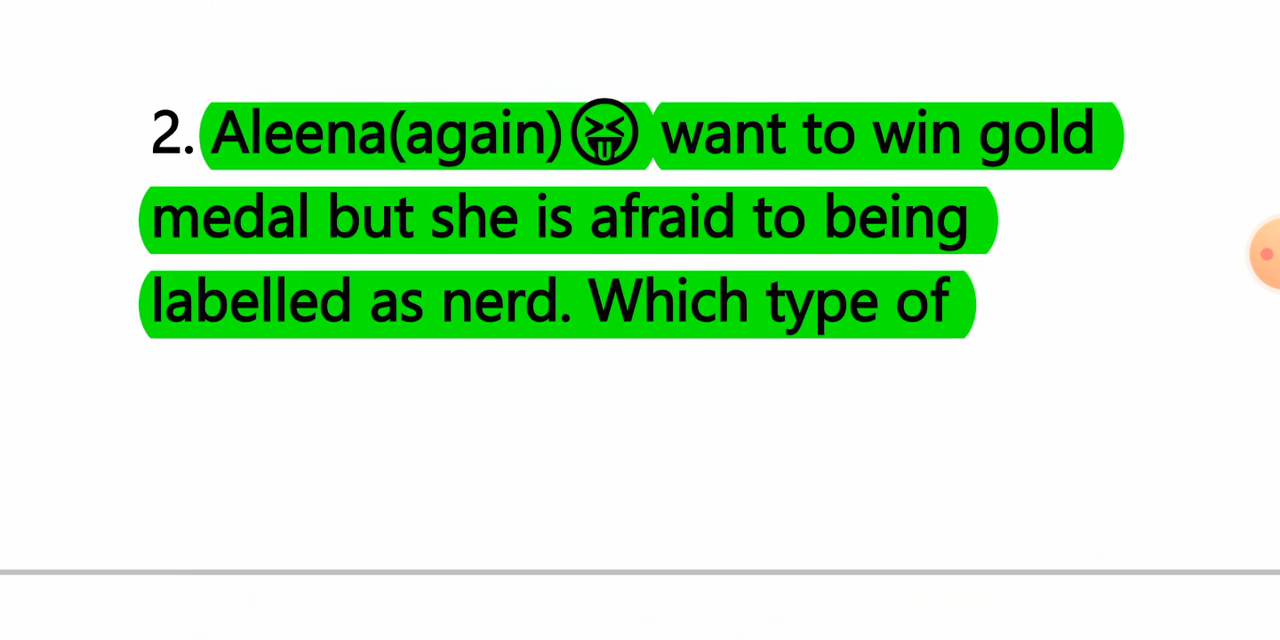 2. Aleena(again)😝 want to win gold
medal but she is afraid to being
labelled as nerd. Which type of